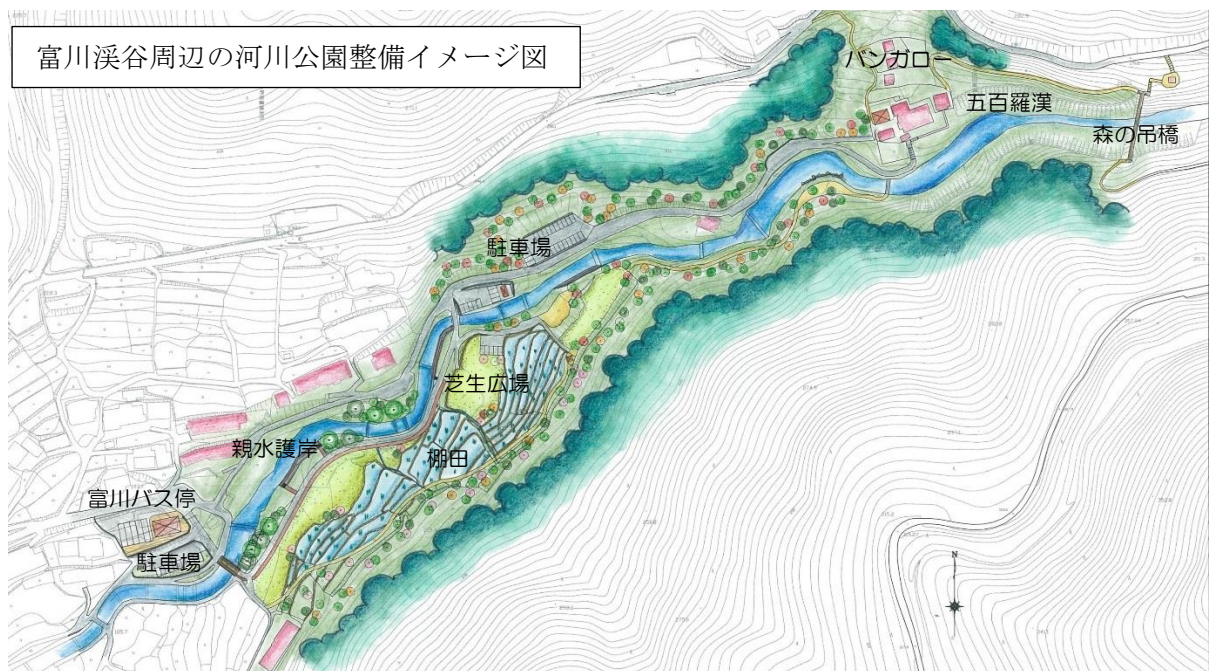 富川渓谷周辺の河川公園整備イメージ図
バンガロー
五百羅漢
森の吊橋
駐車場
芝生広場
親水護岸
棚田
富川バス停
駐車場
N